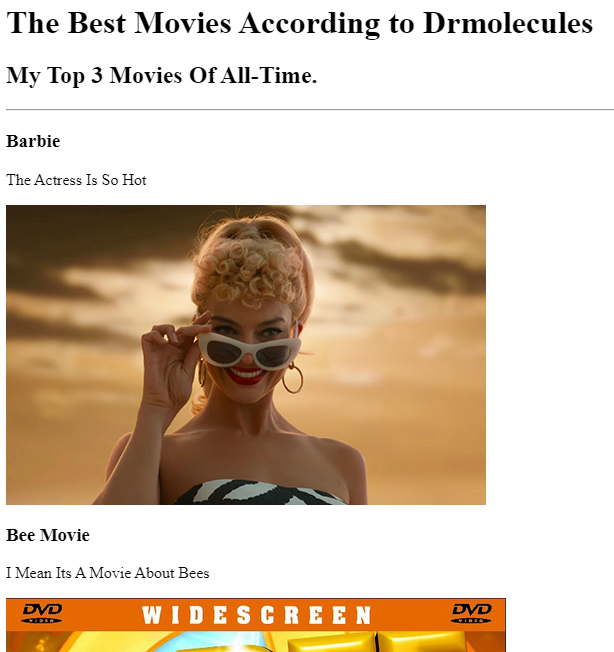 The Best Movies According to Drmolecules
My Top 3 Movies Of All-Time.
Barbie
The Actress Is So Hot
Bee Movie
I Mean Its A Movie About Bees
DVD WIDESCREEN DVD
VIDEO VIDEO